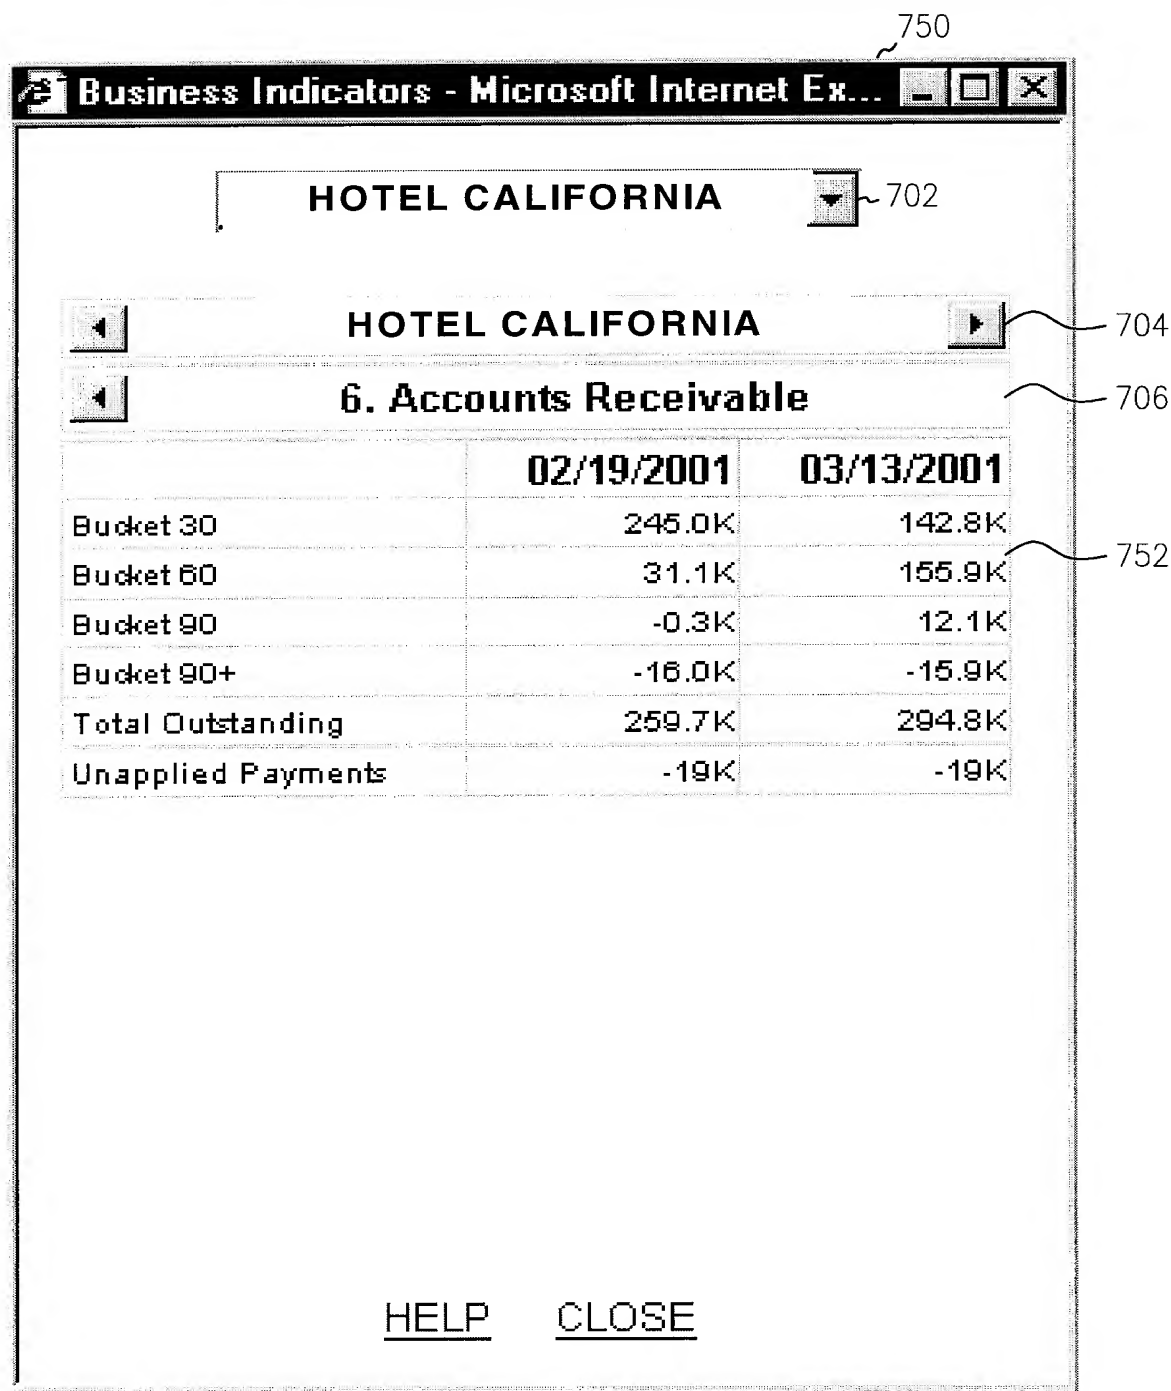 750
Business Indicators - Microsoft Internet Ex...
HOTEL CALIFORNIA 702
HOTEL CALIFORNIA 704
6. Accounts Receivable 706
02/19/2001 03/13/2001
Bucket 30 245.0K 142.8K
752
Bucket 60 31.1K 155.9K
Bucket 90 -0.3K 12.1K
Bucket 90+ -16.0K -15.9K
Total Outstanding 259.7K 294.8K
Unapplied Payments -19K -19K
HELP CLOSE